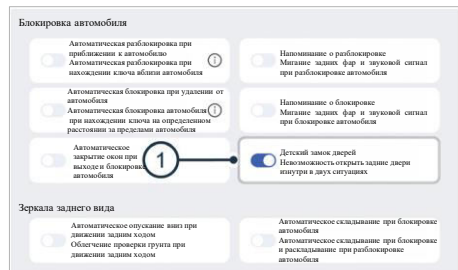 Блокировка автомобиля
Автоматическая разблокировка при
приближении к автомобилю
Автоматическая разблокировка при
нахождении ключа вблизи автомобиля
Напоминание о разблокировке
Мигание задних фар и звуковой сигнал
при разблокировке автомобиля
Автоматическая блокировка при удалении от
автомобиля
Автоматическая блокировка автомобиля
при нахождении ключа на определенном
расстоянии за пределами автомобиля
Напоминание о блокировке
Мигание задних фар и звуковой сигнал
при блокировке автомобиля
Автоматическое
закрытие окон при
выходе и блокировке
автомобиля
1
Детский замок дверей
Невозможность открыть задние двери
изнутри в двух ситуациях
Зеркала заднего вида
Автоматическое опускание вниз при
движении задним ходом
Облегчение проверки грунта при
движении задним ходом
Автоматическое складывание при блокировке
автомобиля
Автоматическое складывание при блокировке
и раскладывание при разблокировке
автомобиля